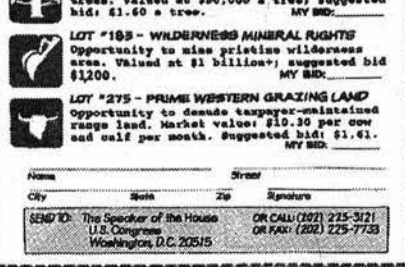 trees. Valued at $50,000 a tree; suggested
bid: $1.60 a tree. MY BID:
LOT #183 - WILDERNESS MINERAL RIGHTS
Opportunity to mine pristine wilderness
area. Valued at $1 billion+; suggested bid
$1,200. MY BID:
LOT #275 - PRIME WESTERN GRAZING LAND
Opportunity to denude taxpayer-maintained
range land. Market value: $10.30 per cow
and calf per month. Suggested bid: $1.61.
MY BID:
Name Street
City State Zip Signature
SEND TO: The Speaker of the House OR CALL: (202) 225-3121
U.S. Congress OR FAX: (202) 225-7733
Washington, D.C. 20515